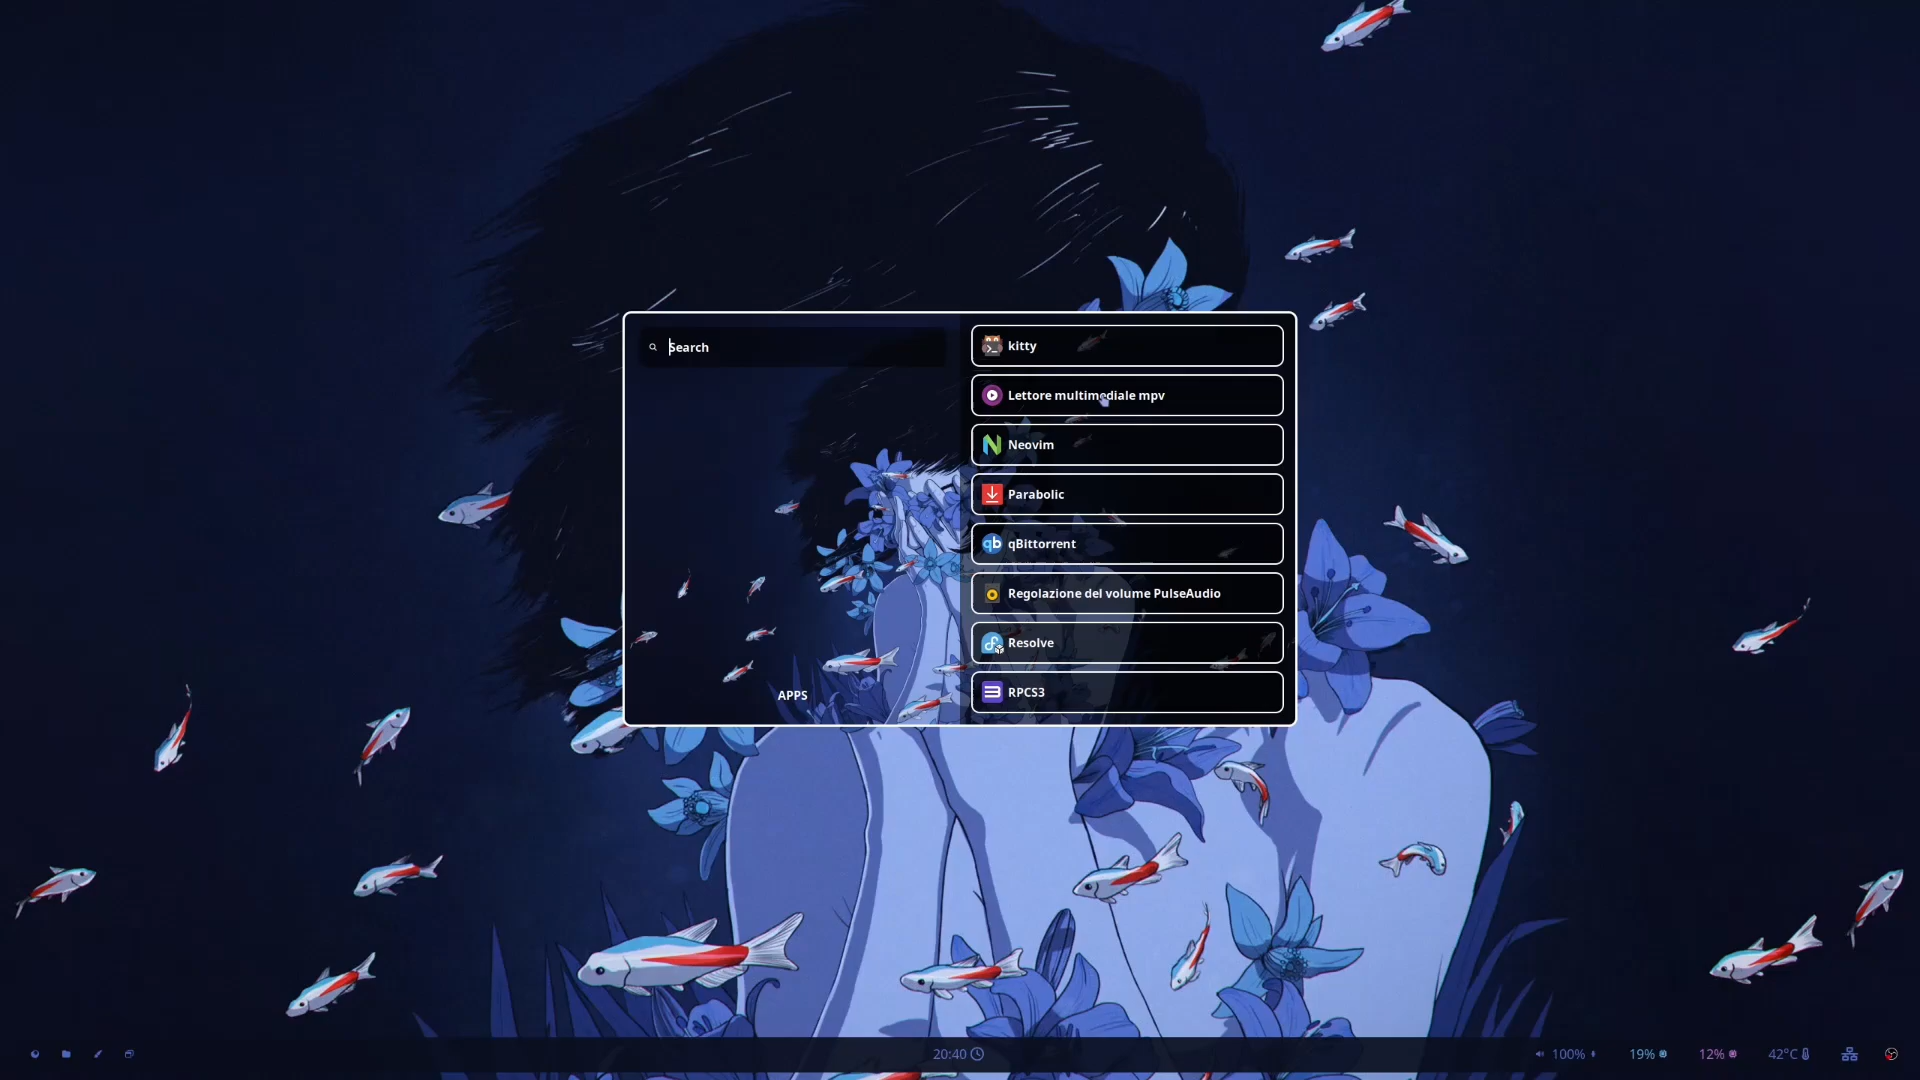 Search
APPS
kitty
Lettore multimediale mpv
Neovim
Parabolic
qBittorrent
Regolazione del volume PulseAudio
Resolve
RPCS3
20:40
100%
19%
12%
42°C